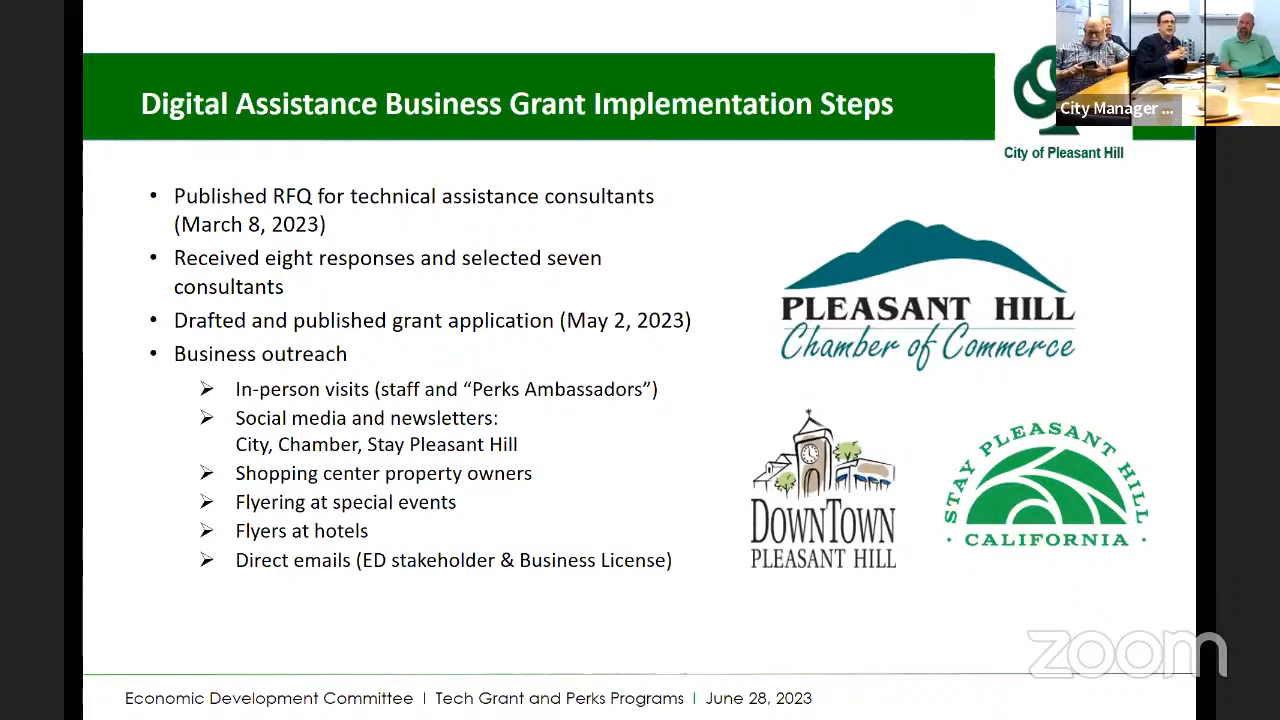 Digital Assistance Business Grant Implementation Steps
City Manager ...
City of Pleasant Hill
• Published RFQ for technical assistance consultants
(March 8, 2023)
• Received eight responses and selected seven
consultants
• Drafted and published grant application (May 2, 2023)
• Business outreach
➢ In-person visits (staff and “Perks Ambassadors”)
➢ Social media and newsletters:
City, Chamber, Stay Pleasant Hill
➢ Shopping center property owners
➢ Flyering at special events
➢ Flyers at hotels
➢ Direct emails (ED stakeholder & Business License)
PLEASANT HILL
Chamber of Commerce
DOWNTOWN
PLEASANT HILL
STAY PLEASANT HILL
· CALIFORNIA ·
zoom
Economic Development Committee | Tech Grant and Perks Programs | June 28, 2023